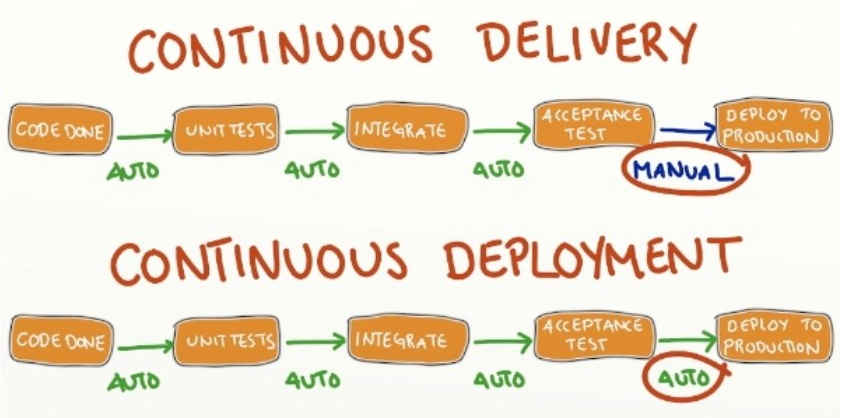 CONTINUOUS DELIVERY
CODE DONE
UNIT TESTS
INTEGRATE
ACCEPTANCE
TEST
DEPLOY TO
PRODUCTION
AUTO
AUTO
AUTO
MANUAL
CONTINUOUS DEPLOYMENT
CODE DONE
UNIT TESTS
INTEGRATE
ACCEPTANCE
TEST
DEPLOY TO
PRODUCTION
AUTO
AUTO
AUTO
AUTO